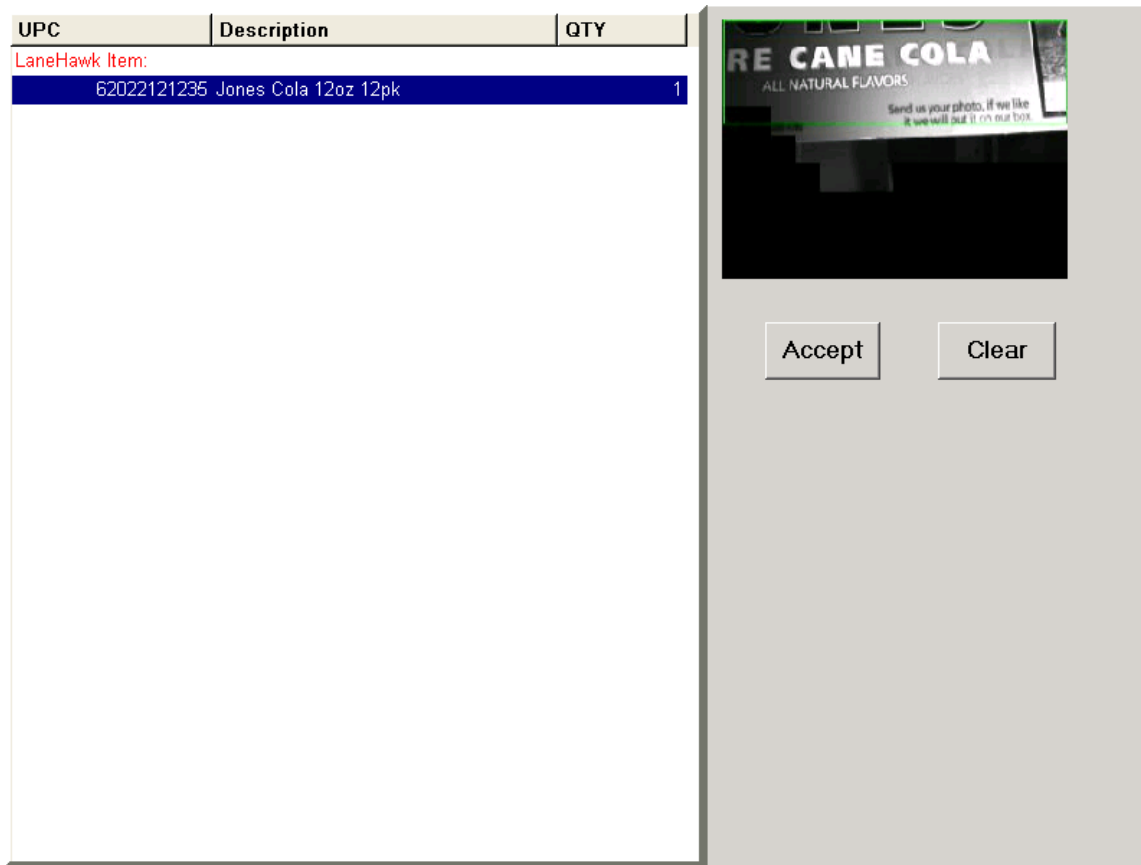 UPC Description QTY
LaneHawk Item:
62022121235 Jones Cola 12oz 12pk 1
RE CANE COLA
ALL NATURAL FLAVORS
Send us your photo, if we like
it we will put it on our box.
Accept Clear